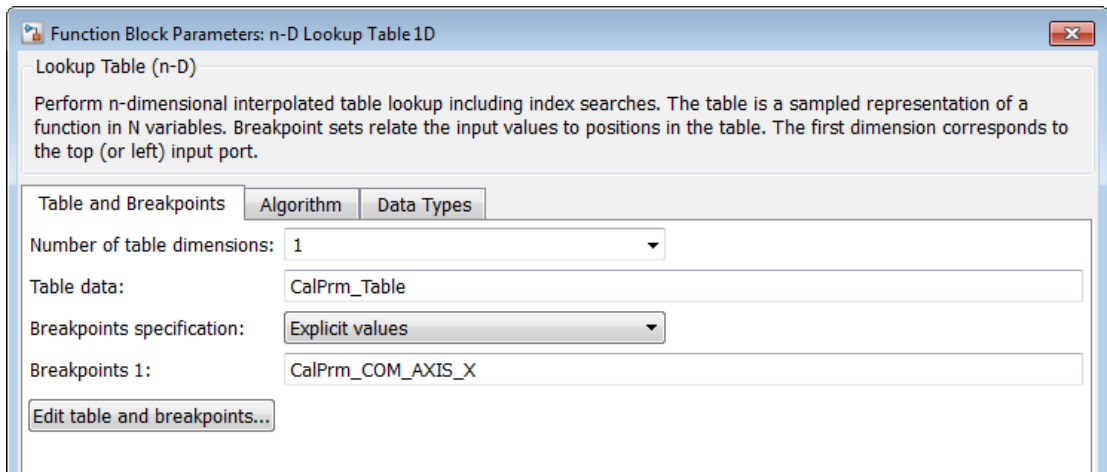 Function Block Parameters: n-D Lookup Table 1D
Lookup Table (n-D)
Perform n-dimensional interpolated table lookup including index searches. The table is a sampled representation of a
function in N variables. Breakpoint sets relate the input values to positions in the table. The first dimension corresponds to
the top (or left) input port.
Table and Breakpoints Algorithm Data Types
Number of table dimensions: 1
Table data: CalPrm_Table
Breakpoints specification: Explicit values
Breakpoints 1: CalPrm_COM_AXIS_X
Edit table and breakpoints...